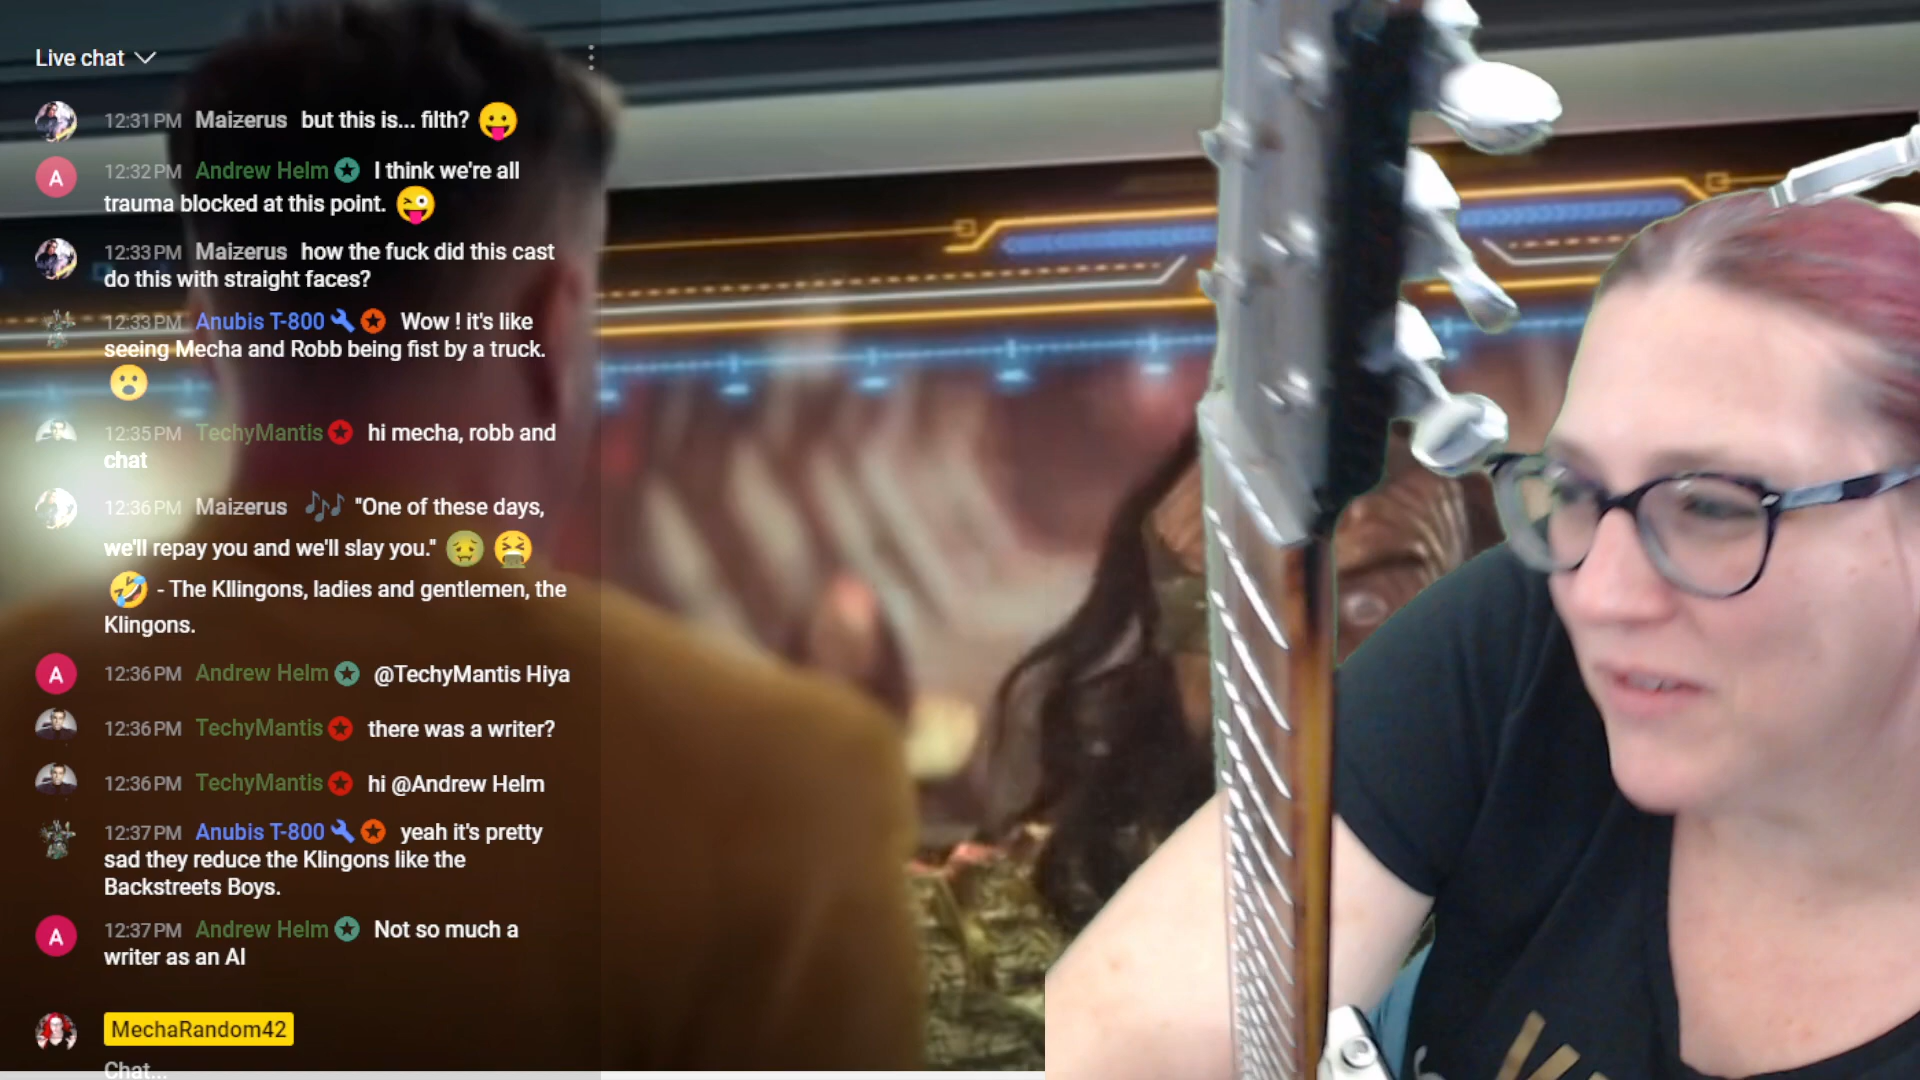 Live chat
12:31 PM Maizerus but this is... filth? 😛
A 12:32 PM Andrew Helm I think we're all
trauma blocked at this point. 😜
12:33 PM Maizerus how the fuck did this cast
do this with straight faces?
12:33 PM Anubis T-800 Wow ! it's like
seeing Mecha and Robb being fist by a truck.
😮
12:35 PM TechyMantis hi mecha, robb and
chat
12:36 PM Maizerus 🎶 "One of these days,
we'll repay you and we'll slay you." 🤢 🤮
🤣 - The Kllingons, ladies and gentlemen, the
Klingons.
A 12:36 PM Andrew Helm @TechyMantis Hiya
12:36 PM TechyMantis there was a writer?
12:36 PM TechyMantis hi @Andrew Helm
12:37 PM Anubis T-800 yeah it's pretty
sad they reduce the Klingons like the
Backstreets Boys.
A 12:37 PM Andrew Helm Not so much a
writer as an AI
MechaRandom42
Chat...